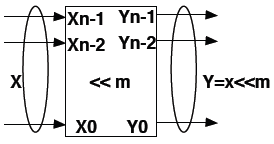 Xn-1 Yn-1
Xn-2 Yn-2
X << m Y=x<<m
X0 Y0